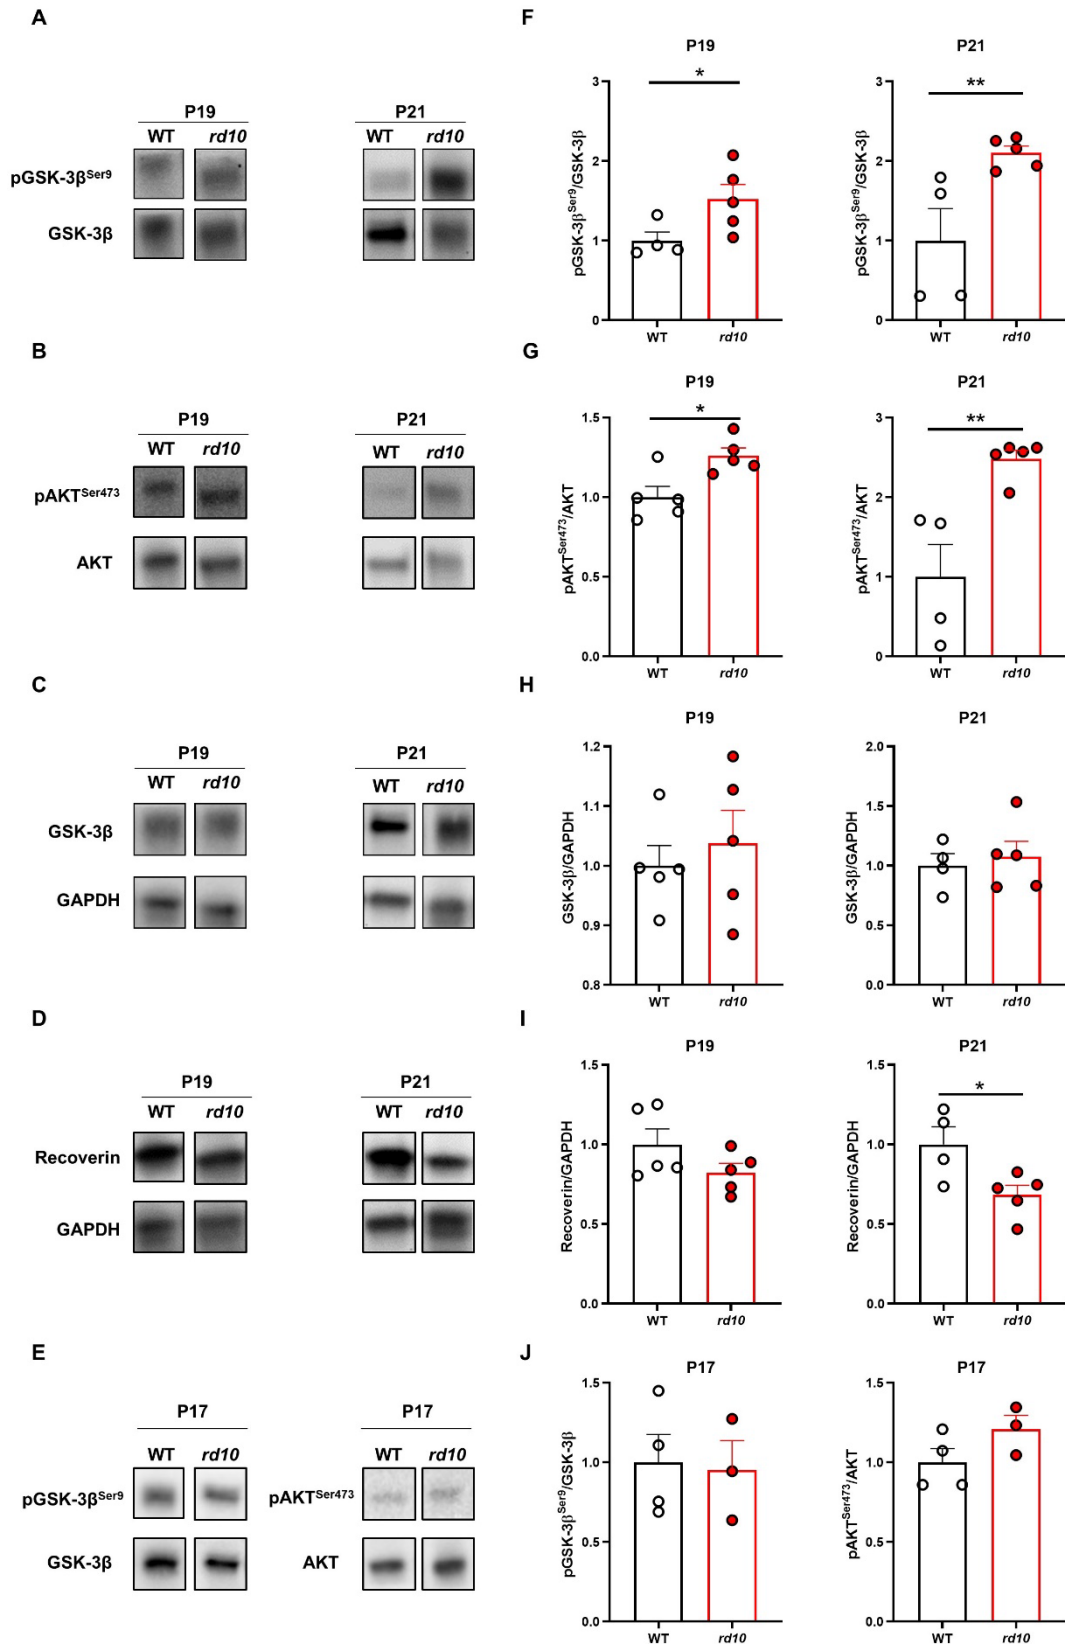 A
P19
P21
WT
rd10
WT
rd10
pGSK-3βSer9
GSK-3β
F
P19
*
pGSK-3βSer9/GSK-3β
3
2
1
0
WT
rd10
P21
**
pGSK-3βSer9/GSK-3β
3
2
1
0
WT
rd10
B
P19
P21
WT
rd10
WT
rd10
pAKTSer473
AKT
G
P19
*
pAKTSer473/AKT
1.5
1.0
0.5
0.0
WT
rd10
P21
**
pAKTSer473/AKT
3
2
1
0
WT
rd10
C
P19
P21
WT
rd10
WT
rd10
GSK-3β
GAPDH
H
P19
GSK-3β/GAPDH
1.2
1.1
1.0
0.9
0.8
WT
rd10
P21
GSK-3β/GAPDH
2.0
1.5
1.0
0.5
0.0
WT
rd10
D
P19
P21
WT
rd10
WT
rd10
Recoverin
GAPDH
I
P19
Recoverin/GAPDH
1.5
1.0
0.5
0.0
WT
rd10
P21
*
Recoverin/GAPDH
1.5
1.0
0.5
0.0
WT
rd10
E
P17
P17
WT
rd10
WT
rd10
pGSK-3βSer9
pAKTSer473
GSK-3β
AKT
J
P17
pGSK-3βSer9/GSK-3β
1.5
1.0
0.5
0.0
WT
rd10
P17
pAKTSer473/AKT
1.5
1.0
0.5
0.0
WT
rd10